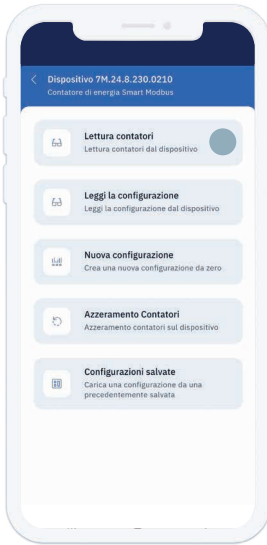 Dispositivo 7M.24.8.230.0210
Contatore di energia Smart Modbus
Lettura contatori
Lettura contatori dal dispositivo
Leggi la configurazione
Leggi la configurazione dal dispositivo
Nuova configurazione
Crea una nuova configurazione da zero
Azzeramento Contatori
Azzeramento contatori sul dispositivo
Configurazioni salvate
Carica una configurazione da una
precedentemente salvata